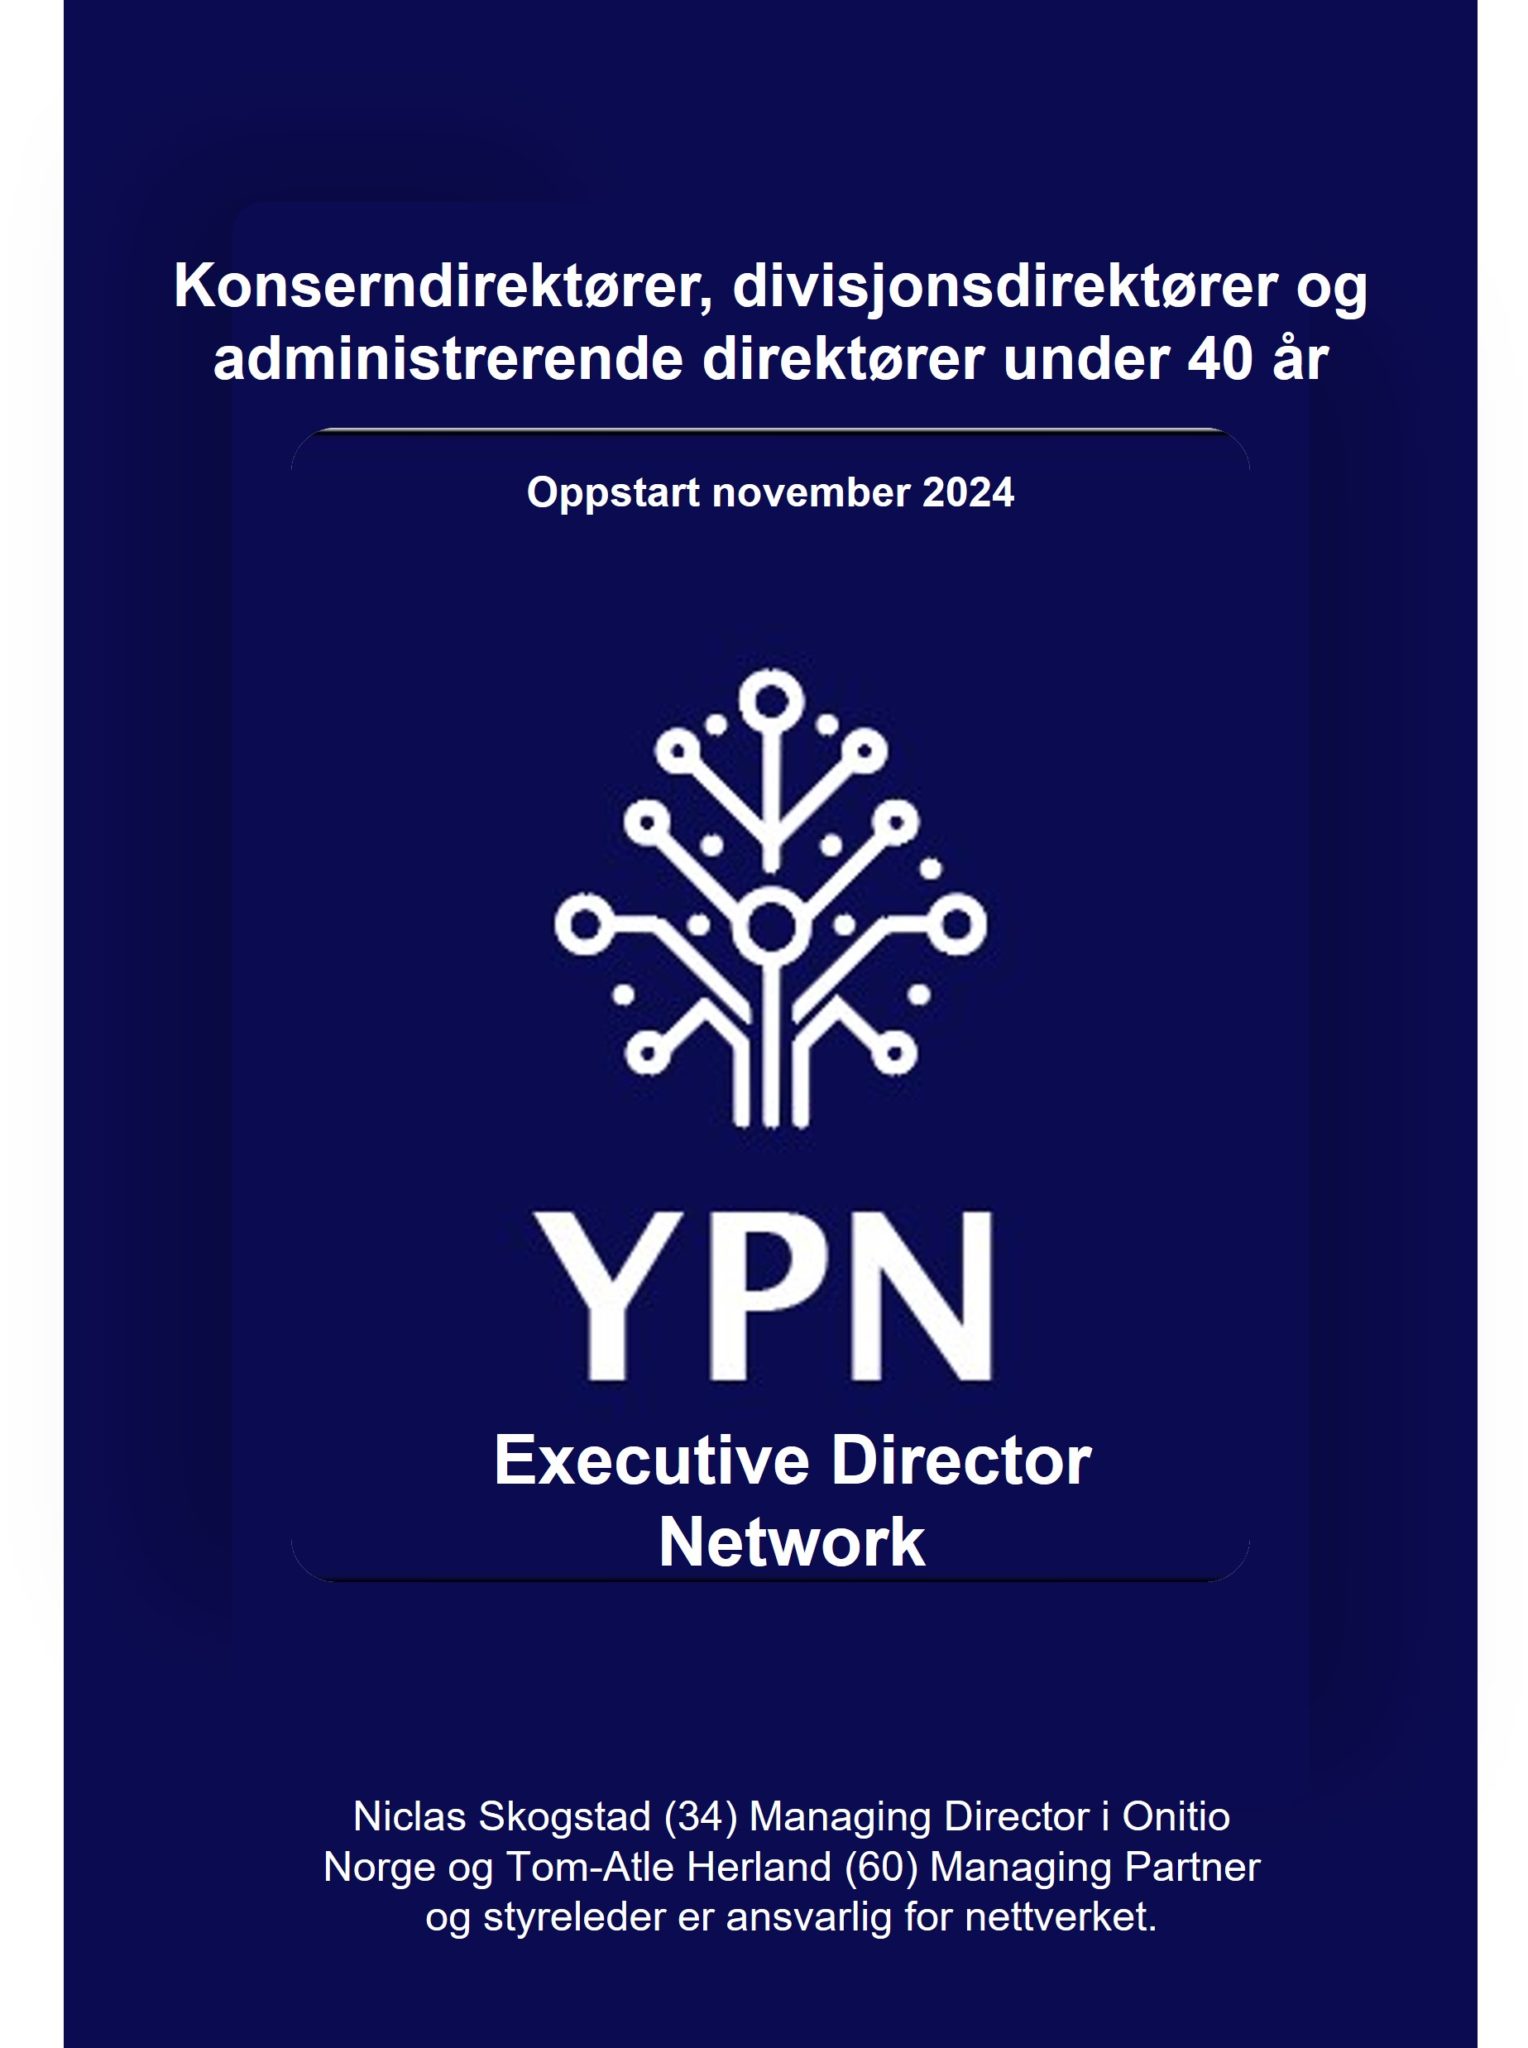 Konserndirektører, divisjonsdirektører og
administrerende direktører under 40 år
Oppstart november 2024
YPN
Executive Director
Network
Niclas Skogstad (34) Managing Director i Onitio
Norge og Tom-Atle Herland (60) Managing Partner
og styreleder er ansvarlig for nettverket.